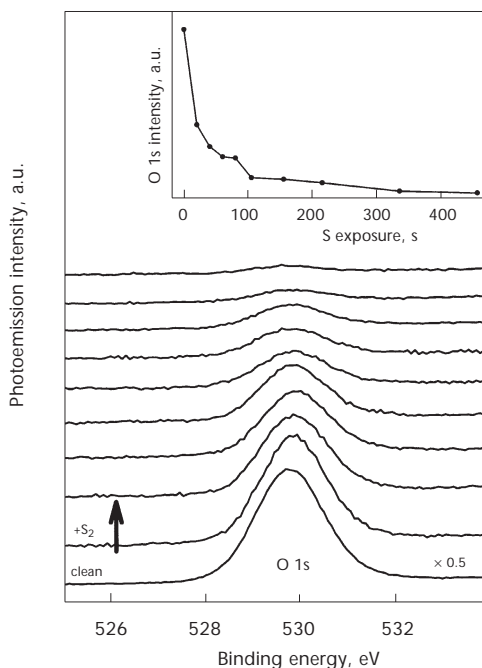 O 1s intensity, a.u.
0 100 200 300 400
S exposure, s
Photoemission intensity, a.u.
+S₂
clean
O 1s
× 0.5
526 528 530 532
Binding energy, eV